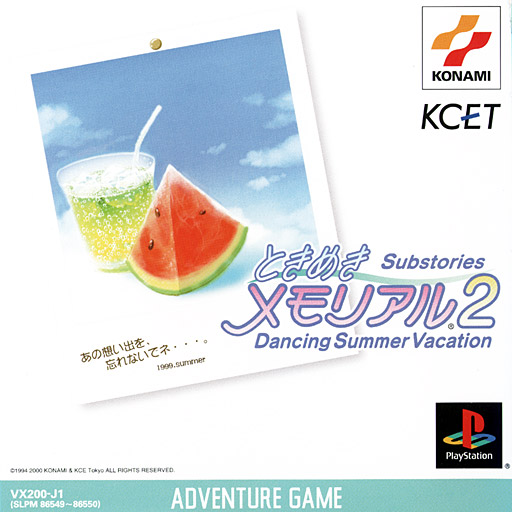 KONAMI
KCET
ときめき Substories
メモリアル®2
Dancing Summer Vacation
あの想い出を、
忘れないでネ・・・。
1999.summer
PlayStation
©1994 2000 KONAMI & KCE Tokyo ALL RIGHTS RESERVED.
VX200-J1
(SLPM 86549~86550)
ADVENTURE GAME